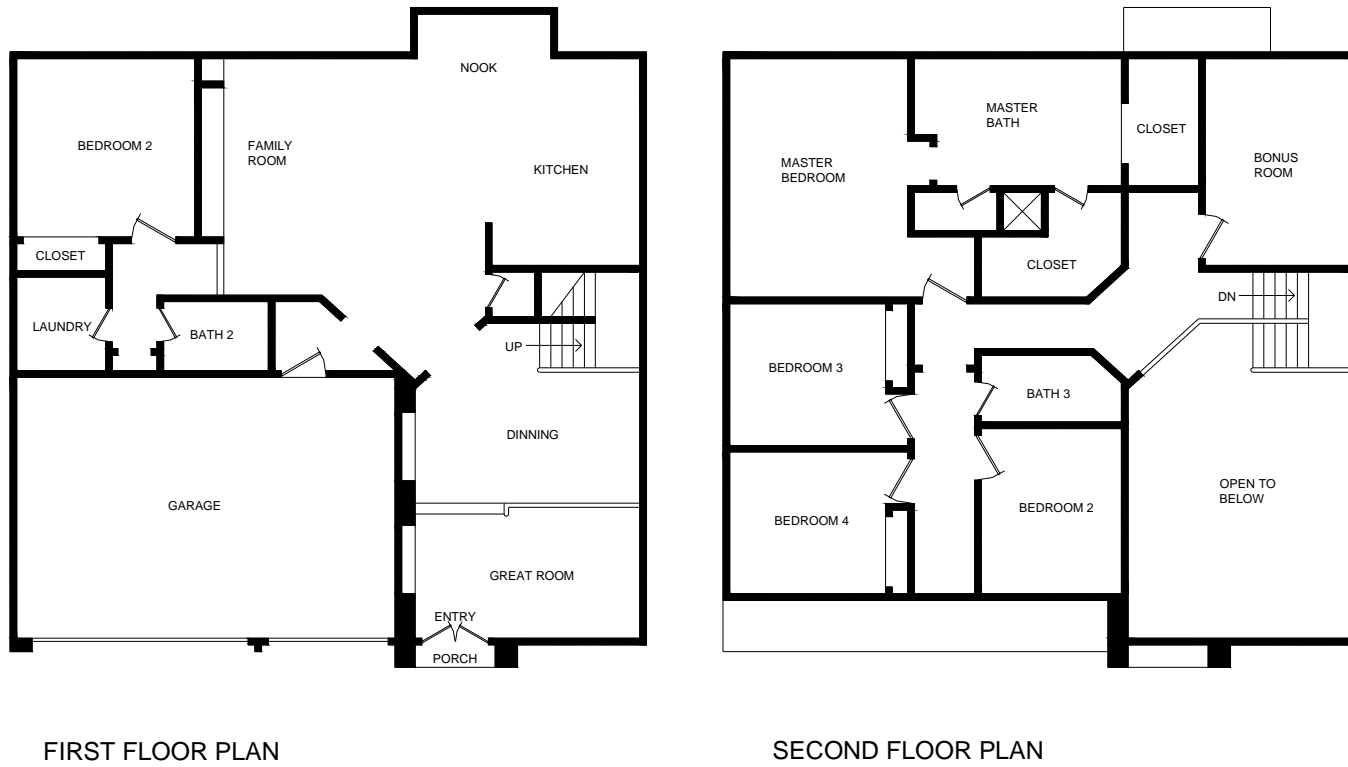 NOOK
BEDROOM 2
FAMILY
ROOM
KITCHEN
CLOSET
LAUNDRY
BATH 2
UP
DINNING
GARAGE
GREAT ROOM
ENTRY
PORCH
FIRST FLOOR PLAN
MASTER
BATH
CLOSET
MASTER
BEDROOM
BONUS
ROOM
CLOSET
DN
BEDROOM 3
BATH 3
OPEN TO
BELOW
BEDROOM 4
BEDROOM 2
SECOND FLOOR PLAN